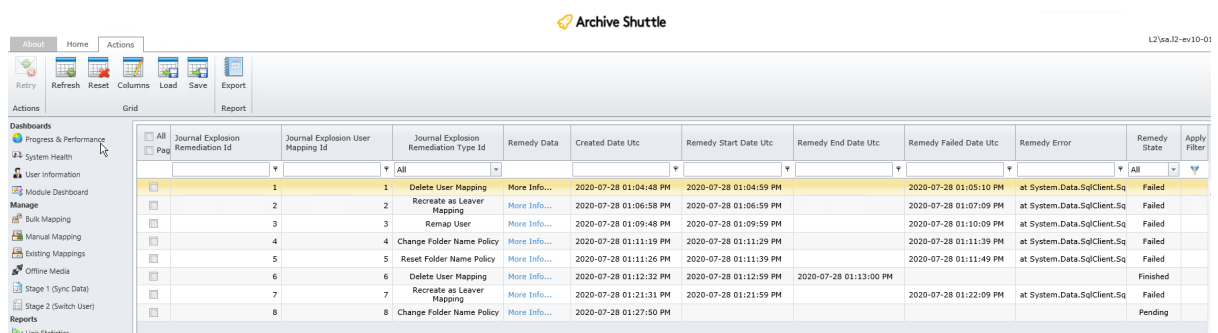 Archive Shuttle
L2\sa.l2-ev10-01
About Home Actions
Retry Refresh Reset Columns Load Save Export
Actions Grid Report
Dashboards
Progress & Performance
System Health
User Information
Module Dashboard
Manage
Bulk Mapping
Manual Mapping
Existing Mappings
Offline Media
Stage 1 (Sync Data)
Stage 2 (Switch User)
Reports
All
Pag
Journal Explosion
Remediation Id
Journal Explosion User
Mapping Id
Journal Explosion
Remediation Type Id
Remedy Data
Created Date Utc
Remedy Start Date Utc
Remedy End Date Utc
Remedy Failed Date Utc
Remedy Error
Remedy
State
Apply
Filter
All All
1 1 Delete User Mapping More Info... 2020-07-28 01:04:48 PM 2020-07-28 01:04:59 PM 2020-07-28 01:05:10 PM at System.Data.SqlClient.Sq Failed
2 2 Recreate as Leaver
Mapping More Info... 2020-07-28 01:06:58 PM 2020-07-28 01:06:59 PM 2020-07-28 01:07:09 PM at System.Data.SqlClient.Sq Failed
3 3 Remap User More Info... 2020-07-28 01:09:48 PM 2020-07-28 01:09:59 PM 2020-07-28 01:10:09 PM at System.Data.SqlClient.Sq Failed
4 4 Change Folder Name Policy More Info... 2020-07-28 01:11:19 PM 2020-07-28 01:11:29 PM 2020-07-28 01:11:39 PM at System.Data.SqlClient.Sq Failed
5 5 Reset Folder Name Policy More Info... 2020-07-28 01:11:26 PM 2020-07-28 01:11:39 PM 2020-07-28 01:11:49 PM at System.Data.SqlClient.Sq Failed
6 6 Delete User Mapping More Info... 2020-07-28 01:12:32 PM 2020-07-28 01:12:59 PM 2020-07-28 01:13:00 PM Finished
7 7 Recreate as Leaver
Mapping More Info... 2020-07-28 01:21:31 PM 2020-07-28 01:21:59 PM 2020-07-28 01:22:09 PM at System.Data.SqlClient.Sq Failed
8 8 Change Folder Name Policy More Info... 2020-07-28 01:27:50 PM Pending